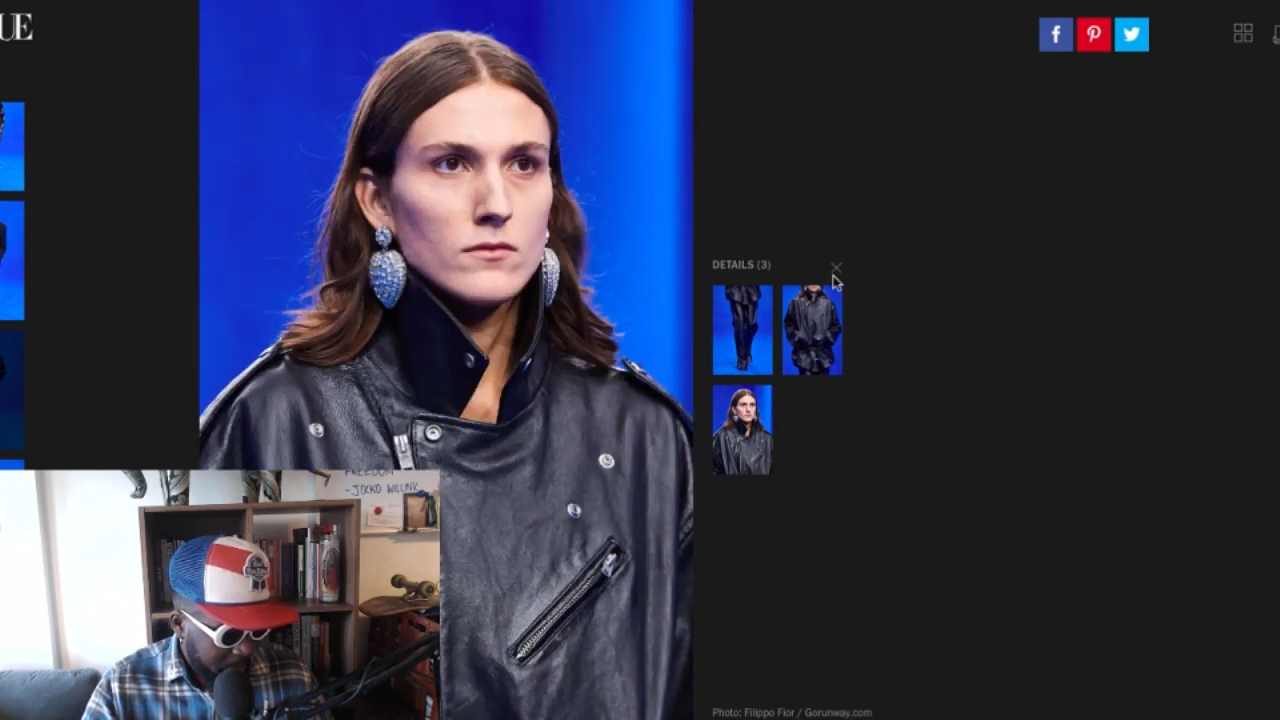 UE
DETAILS (3)
FREEDOM
-JOCKO WILLINK
Photo: Filippo Fior / Gorunway.com